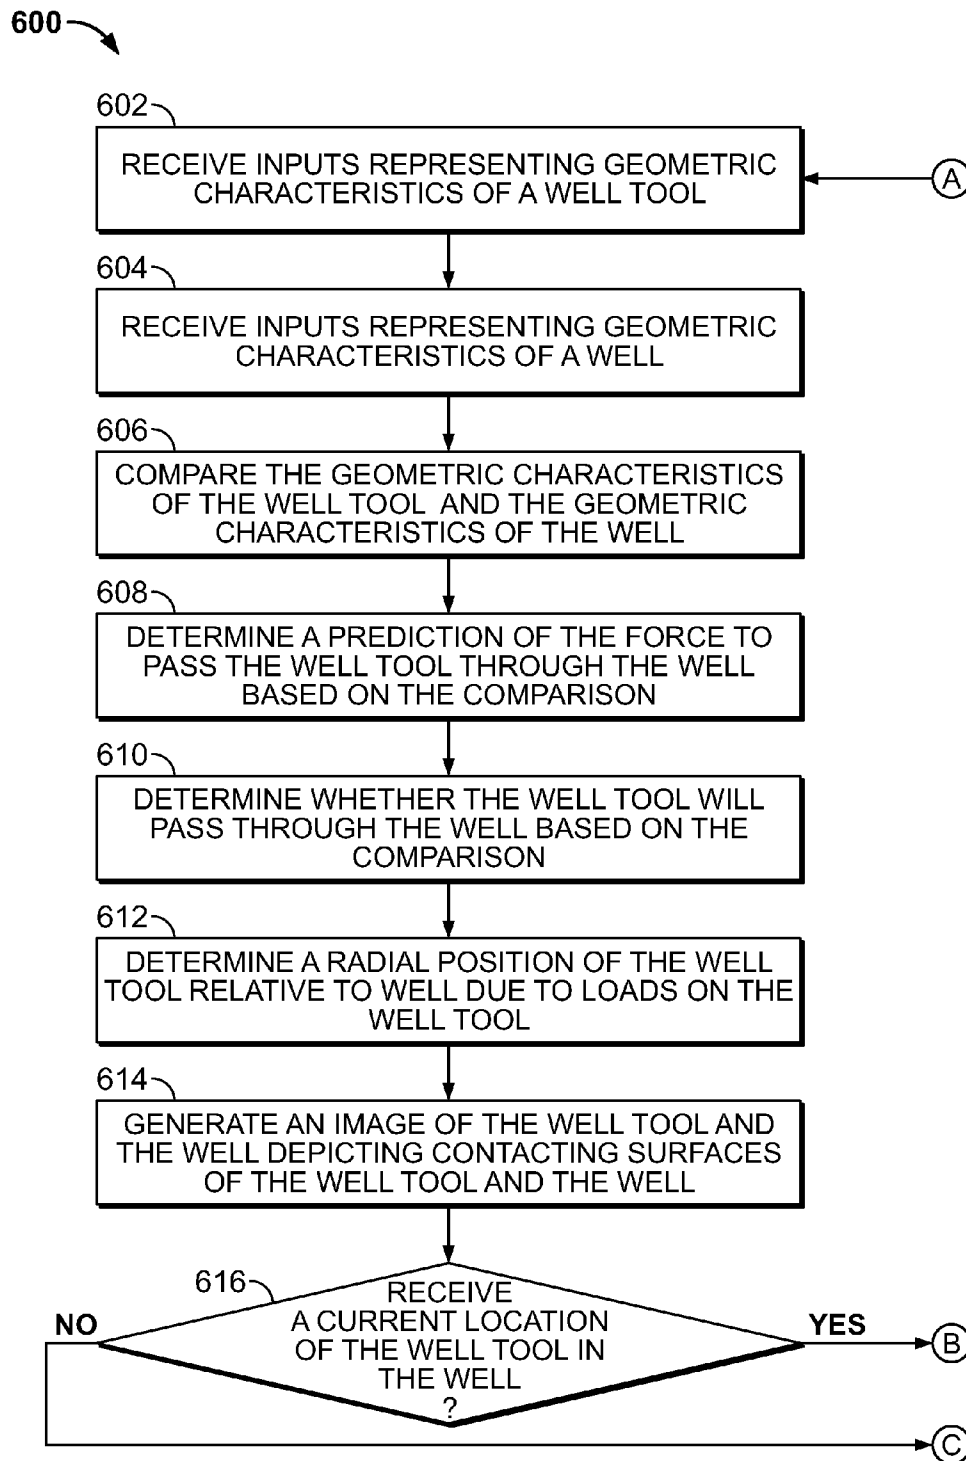 600
602
RECEIVE INPUTS REPRESENTING GEOMETRIC
CHARACTERISTICS OF A WELL TOOL
A
604
RECEIVE INPUTS REPRESENTING GEOMETRIC
CHARACTERISTICS OF A WELL
606
COMPARE THE GEOMETRIC CHARACTERISTICS
OF THE WELL TOOL AND THE GEOMETRIC
CHARACTERISTICS OF THE WELL
608
DETERMINE A PREDICTION OF THE FORCE TO
PASS THE WELL TOOL THROUGH THE WELL
BASED ON THE COMPARISON
610
DETERMINE WHETHER THE WELL TOOL WILL
PASS THROUGH THE WELL BASED ON THE
COMPARISON
612
DETERMINE A RADIAL POSITION OF THE WELL
TOOL RELATIVE TO WELL DUE TO LOADS ON THE
WELL TOOL
614
GENERATE AN IMAGE OF THE WELL TOOL AND
THE WELL DEPICTING CONTACTING SURFACES
OF THE WELL TOOL AND THE WELL
616
RECEIVE
A CURRENT LOCATION
OF THE WELL TOOL IN
THE WELL
?
NO
YES
B
C